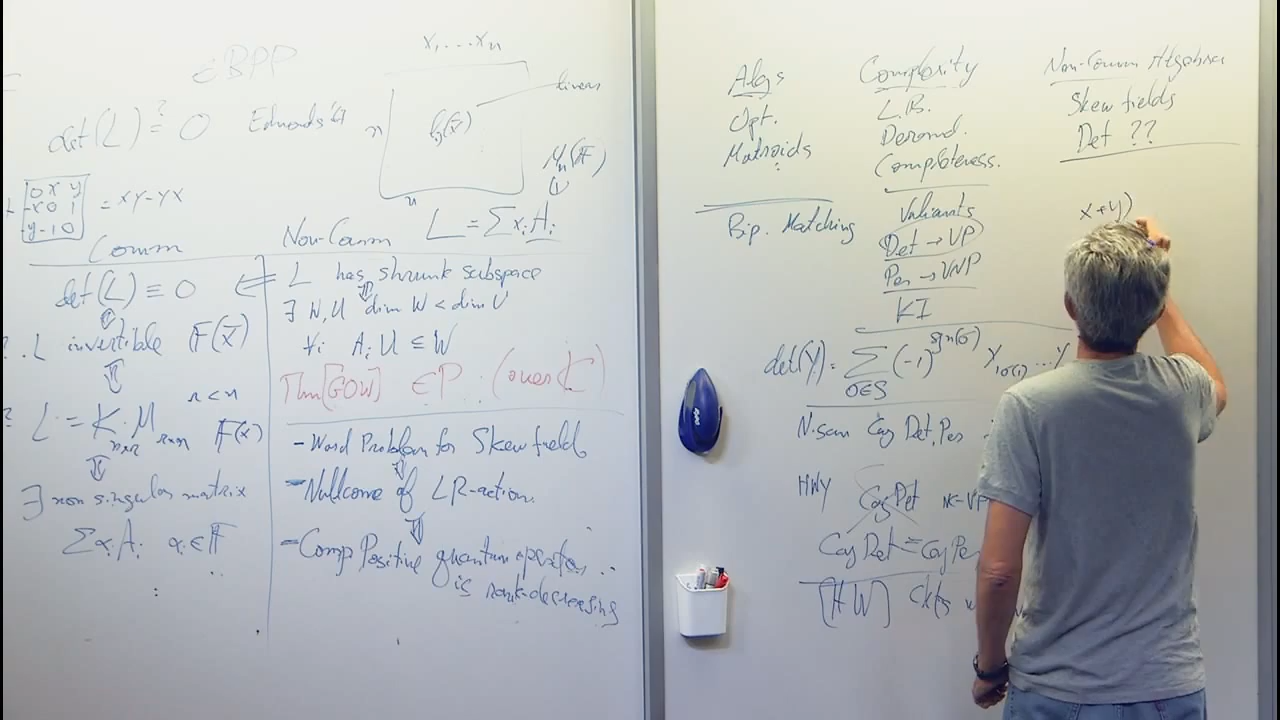 ∈BPP
x₁ ... xₙ
det(L) ≟ 0 Edmonds '67
n
linear
Mₙ(F)
n
0 x y
-x 0 1
-y -1 0
= xy-yx
L = Σ xᵢ Aᵢ
Comm
Non-Comm
det(L) ≡ 0
⇐ L has shrunk subspace
⇕
∃ W, U dim W < dim U
∀i Aᵢ U ⊆ W
? L invertible F(x̄)
⇕
r < n
? L = K · M F(x)
n×r r×n
⇕
∃ non singular matrix
Σ αᵢ Aᵢ αᵢ ∈ F
Thm [GOW] ∈P. (over C)
- Word Problem for Skew field
⇕
- Nullcone of LR-action.
⇕
- Comp Positive quantum operator
is rank-decreasing
Algs
Opt.
Matroids
Bip. Matching
Complexity
L.B.
Derand.
Completeness.
Valiants
Det → VP
Per → VNP
KI
Non-Comm Algebra
Skew fields
Det ??
x + y)
det(Y) = Σ (-1)^sgn(σ) Y₁σ(1) ... Y
σ∈S
Nisan Cay Det, Per
HWY Cay Det
Cay Det = Cay Per
[HW] Ckts